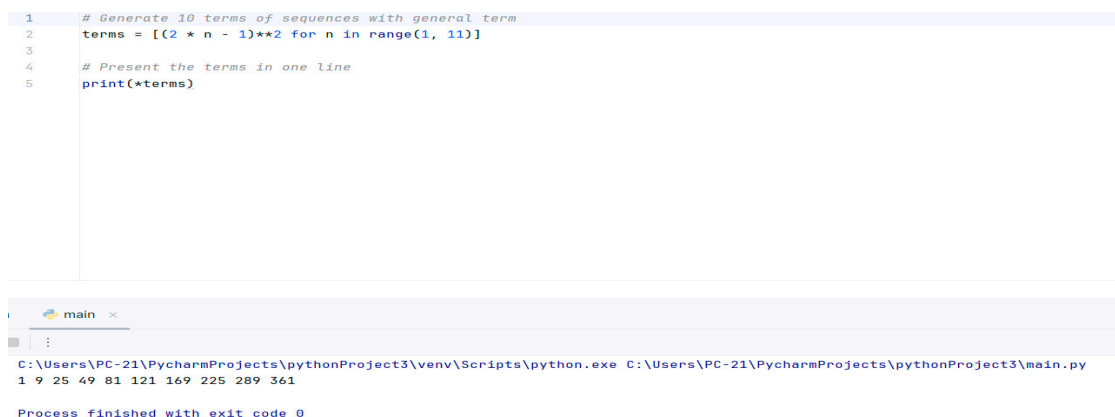 1 # Generate 10 terms of sequences with general term
2 terms = [(2 * n - 1)**2 for n in range(1, 11)]
3
4 # Present the terms in one line
5 print(*terms)
main ×
C:\Users\PC-21\PycharmProjects\pythonProject3\venv\Scripts\python.exe C:\Users\PC-21\PycharmProjects\pythonProject3\main.py
1 9 25 49 81 121 169 225 289 361
Process finished with exit code 0